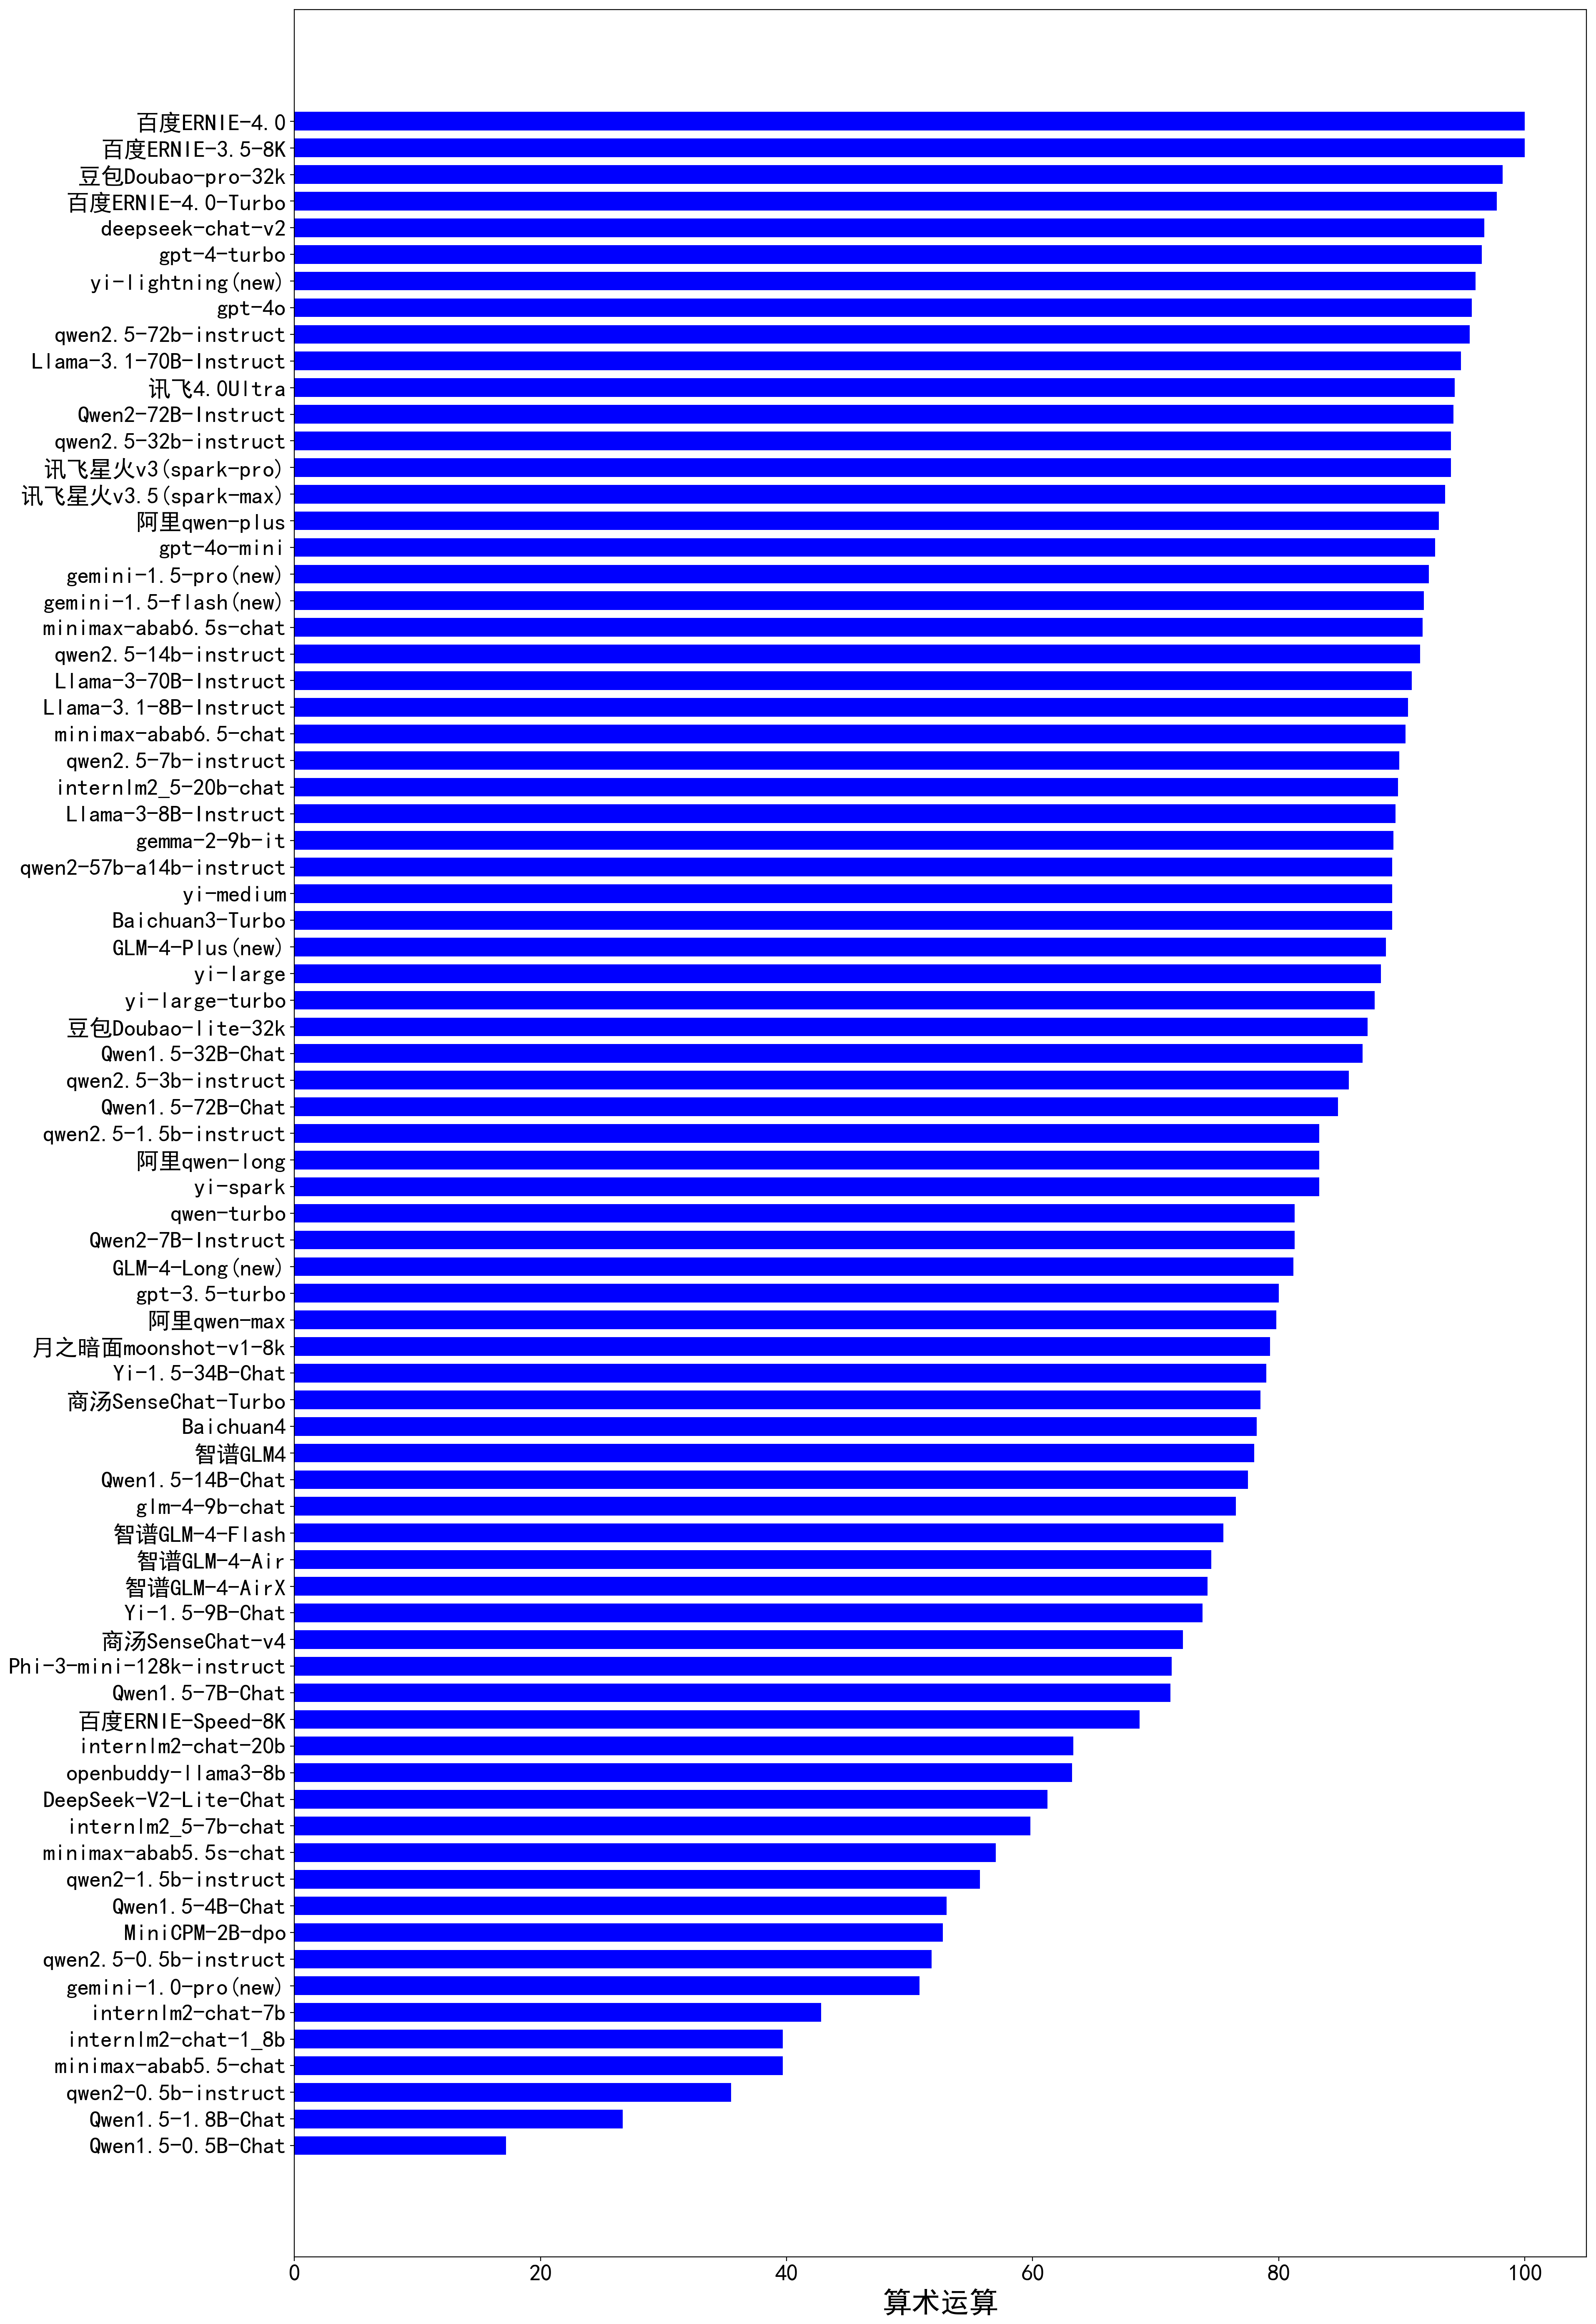 百度ERNIE-4.0
百度ERNIE-3.5-8K
豆包Doubao-pro-32k
百度ERNIE-4.0-Turbo
deepseek-chat-v2
gpt-4-turbo
yi-lightning(new)
gpt-4o
qwen2.5-72b-instruct
Llama-3.1-70B-Instruct
讯飞4.0Ultra
Qwen2-72B-Instruct
qwen2.5-32b-instruct
讯飞星火v3(spark-pro)
讯飞星火v3.5(spark-max)
阿里qwen-plus
gpt-4o-mini
gemini-1.5-pro(new)
gemini-1.5-flash(new)
minimax-abab6.5s-chat
qwen2.5-14b-instruct
Llama-3-70B-Instruct
Llama-3.1-8B-Instruct
minimax-abab6.5-chat
qwen2.5-7b-instruct
internlm2_5-20b-chat
Llama-3-8B-Instruct
gemma-2-9b-it
qwen2-57b-a14b-instruct
yi-medium
Baichuan3-Turbo
GLM-4-Plus(new)
yi-large
yi-large-turbo
豆包Doubao-lite-32k
Qwen1.5-32B-Chat
qwen2.5-3b-instruct
Qwen1.5-72B-Chat
qwen2.5-1.5b-instruct
阿里qwen-long
yi-spark
qwen-turbo
Qwen2-7B-Instruct
GLM-4-Long(new)
gpt-3.5-turbo
阿里qwen-max
月之暗面moonshot-v1-8k
Yi-1.5-34B-Chat
商汤SenseChat-Turbo
Baichuan4
智谱GLM4
Qwen1.5-14B-Chat
glm-4-9b-chat
智谱GLM-4-Flash
智谱GLM-4-Air
智谱GLM-4-AirX
Yi-1.5-9B-Chat
商汤SenseChat-v4
Phi-3-mini-128k-instruct
Qwen1.5-7B-Chat
百度ERNIE-Speed-8K
internlm2-chat-20b
openbuddy-llama3-8b
DeepSeek-V2-Lite-Chat
internlm2_5-7b-chat
minimax-abab5.5s-chat
qwen2-1.5b-instruct
Qwen1.5-4B-Chat
MiniCPM-2B-dpo
qwen2.5-0.5b-instruct
gemini-1.0-pro(new)
internlm2-chat-7b
internlm2-chat-1_8b
minimax-abab5.5-chat
qwen2-0.5b-instruct
Qwen1.5-1.8B-Chat
Qwen1.5-0.5B-Chat
0 20 40 60 80 100
算术运算